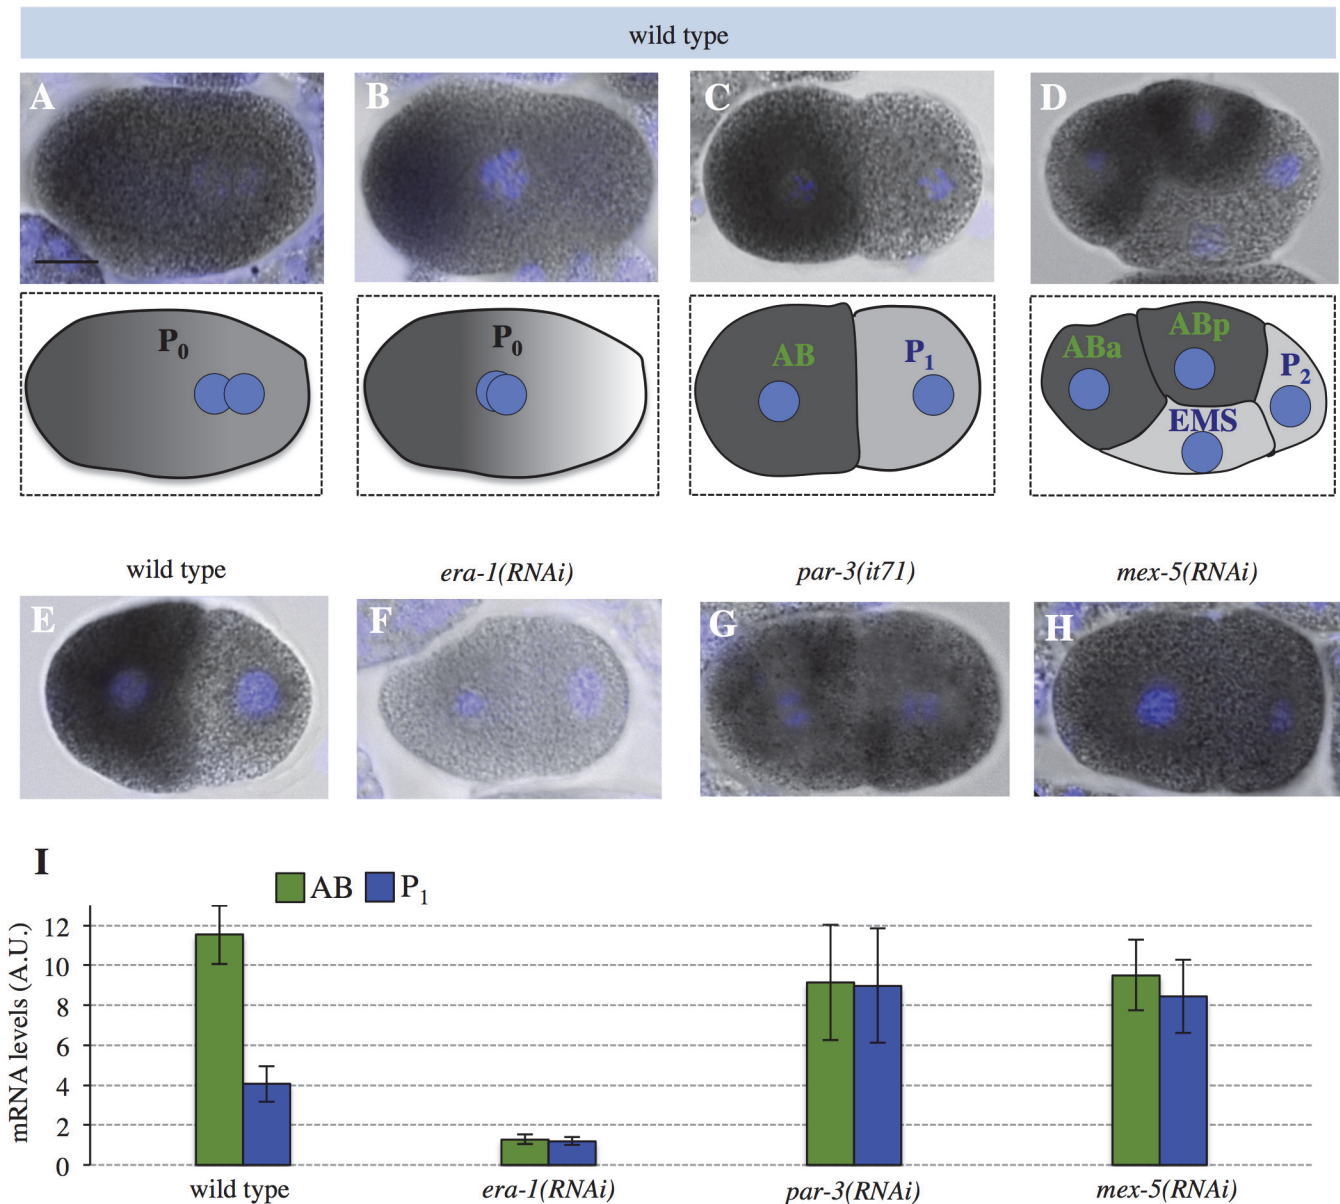 wild type
A B C D
P0 P0 AB P1 ABa ABp P2 EMS
wild type era-1(RNAi) par-3(it71) mex-5(RNAi)
E F G H
I
AB P1
mRNA levels (A.U.)
12
10
8
6
4
2
0
wild type era-1(RNAi) par-3(RNAi) mex-5(RNAi)